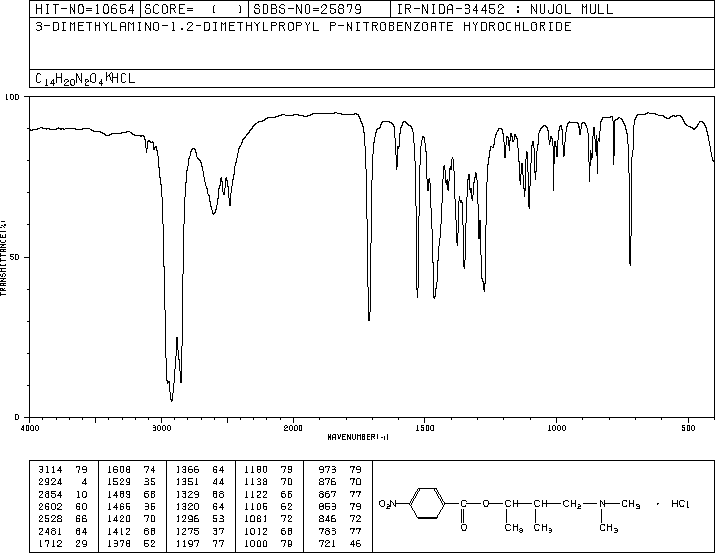 HIT-NO=10654 SCORE= ( ) SDBS-NO=25879 IR-NIDA-34452 : NUJOL MULL
3-DIMETHYLAMINO-1.2-DIMETHYLPROPYL P-NITROBENZOATE HYDROCHLORIDE
C14H20N2O4KHCL
100
50
0
TRANSMITTANCE(%)
4000 3000 2000 1500 1000 500
WAVENUMBER(-1)
3114 79 1608 74 1366 64 1180 79 973 79
2924 4 1529 35 1351 44 1138 70 876 70
2854 10 1489 68 1329 68 1122 66 867 77
2602 60 1466 36 1320 64 1106 62 853 79
2528 66 1420 70 1296 53 1081 72 846 72
2481 64 1412 68 1275 37 1012 68 783 77
1712 29 1378 52 1197 77 1000 79 721 46
O2N C O CH CH CH2 N CH3 · HCl
O CH3 CH3 CH3